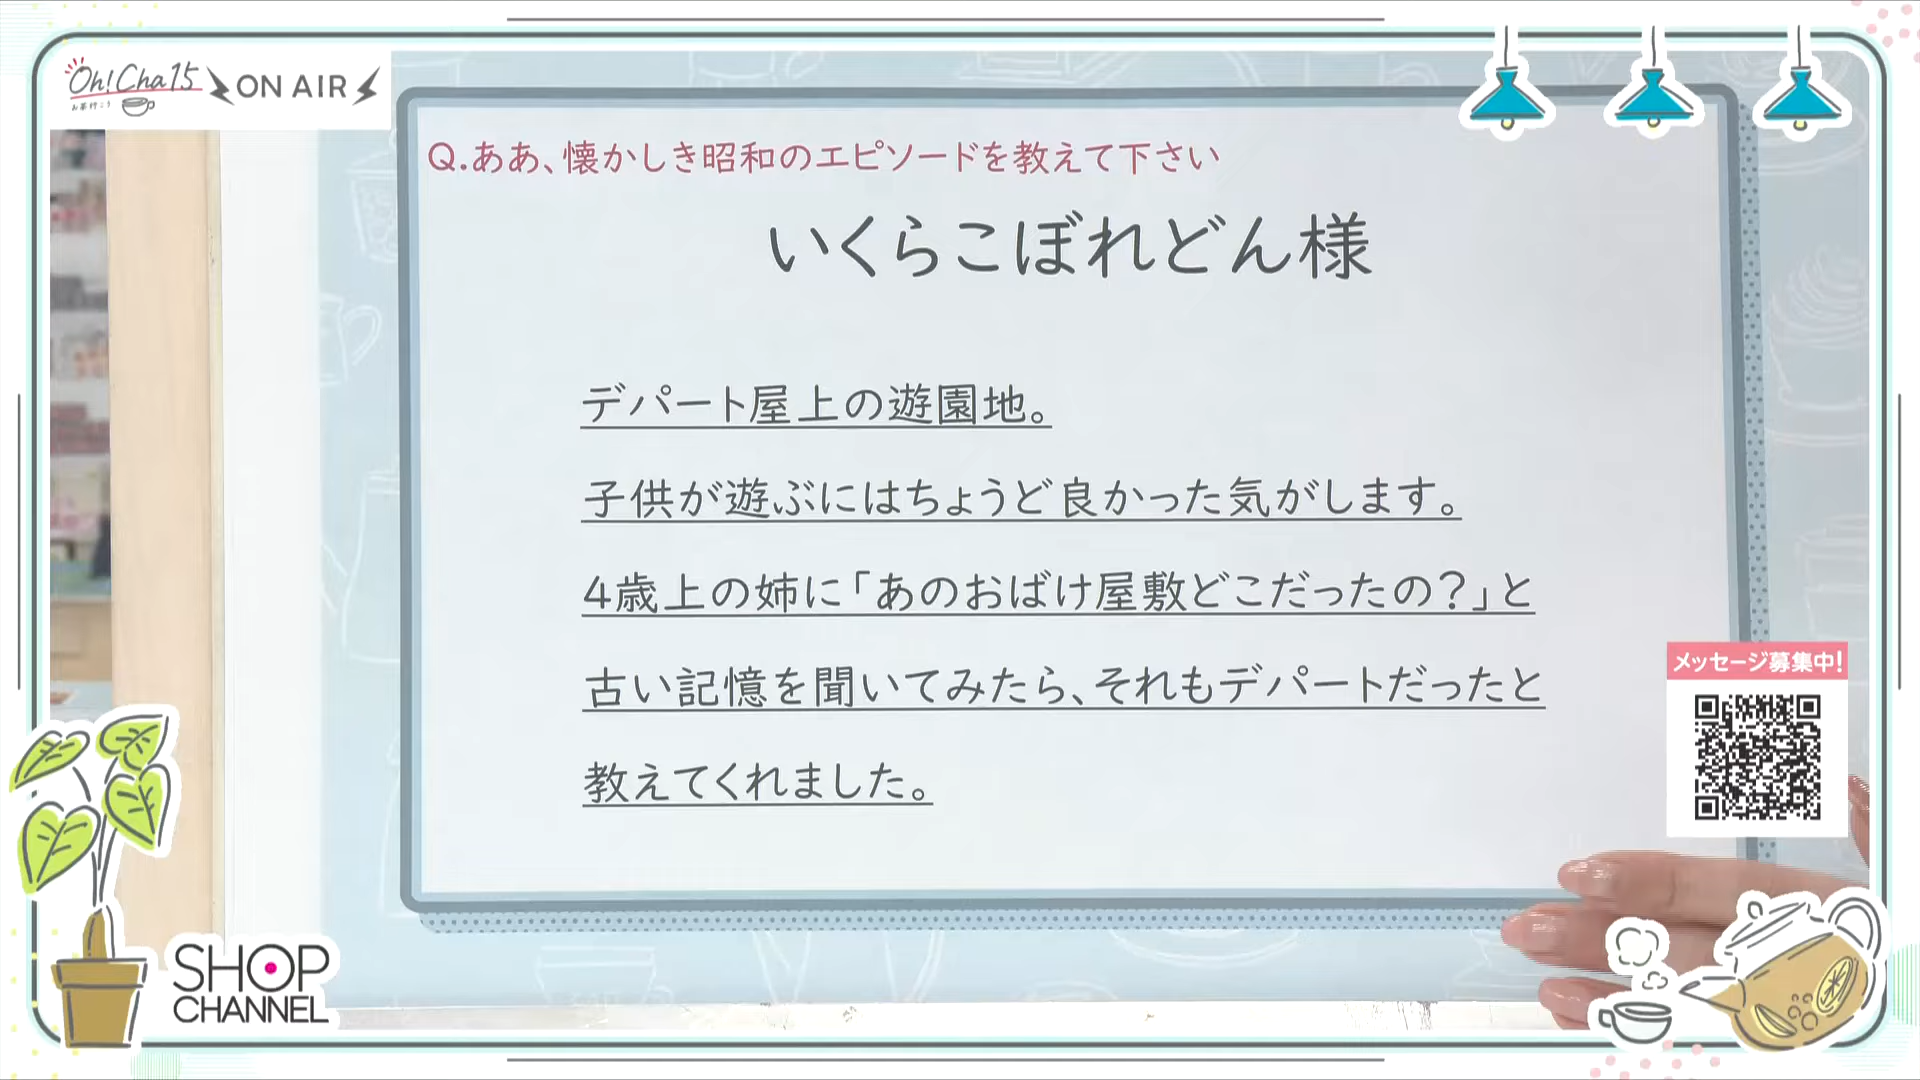 Oh!Cha15
お茶行こう
ON AIR
Q.ああ、懐かしき昭和のエピソードを教えて下さい
いくらこぼれどん様
デパート屋上の遊園地。
子供が遊ぶにはちょうど良かった気がします。
4歳上の姉に「あのおばけ屋敷どこだったの？」と
古い記憶を聞いてみたら、それもデパートだったと
教えてくれました。
メッセージ募集中!
SHOP
CHANNEL